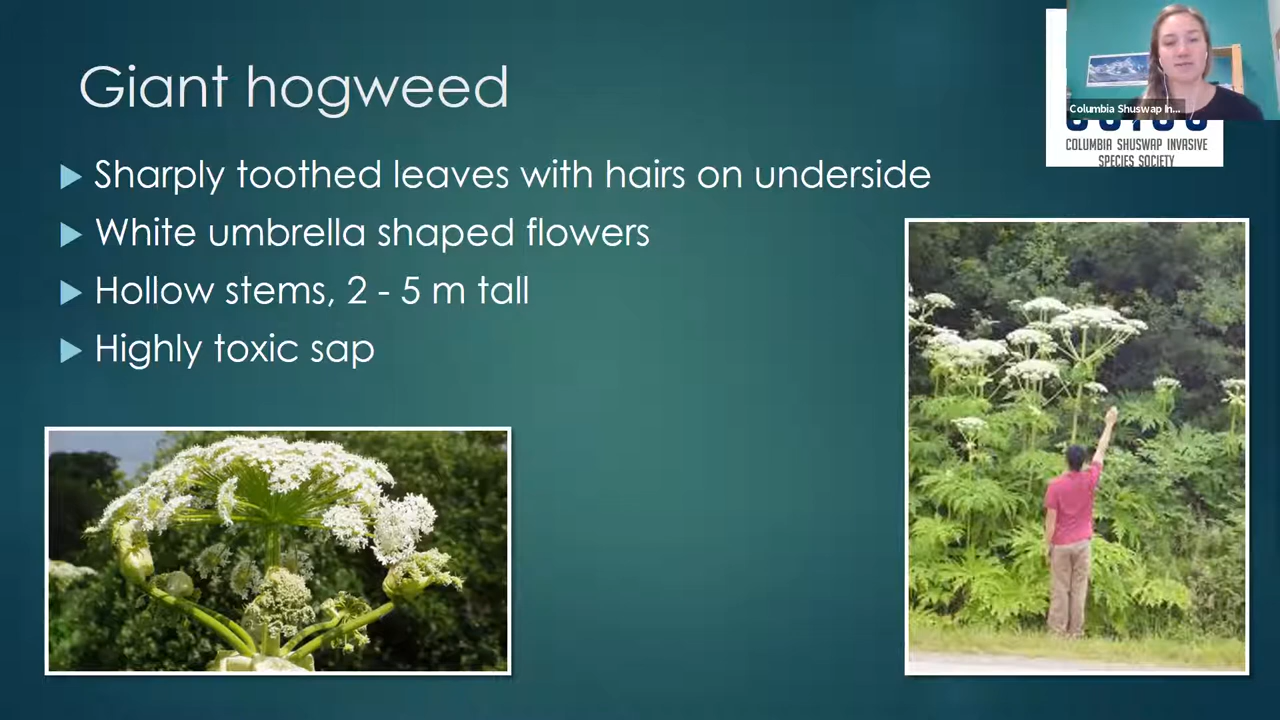 Giant hogweed
Sharply toothed leaves with hairs on underside
White umbrella shaped flowers
Hollow stems, 2 - 5 m tall
Highly toxic sap
Columbia Shuswap In...
COLUMBIA SHUSWAP INVASIVE
SPECIES SOCIETY